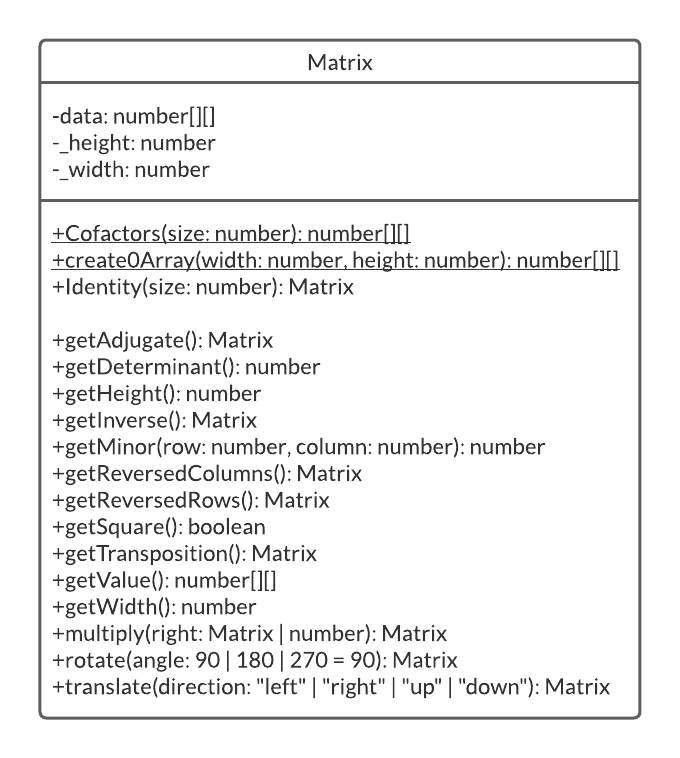 Matrix
-data: number[][]
-_height: number
-_width: number
+Cofactors(size: number): number[][]
+create0Array(width: number, height: number): number[][]
+Identity(size: number): Matrix
+getAdjugate(): Matrix
+getDeterminant(): number
+getHeight(): number
+getInverse(): Matrix
+getMinor(row: number, column: number): number
+getReversedColumns(): Matrix
+getReversedRows(): Matrix
+getSquare(): boolean
+getTransposition(): Matrix
+getValue(): number[][]
+getWidth(): number
+multiply(right: Matrix | number): Matrix
+rotate(angle: 90 | 180 | 270 = 90): Matrix
+translate(direction: "left" | "right" | "up" | "down"): Matrix